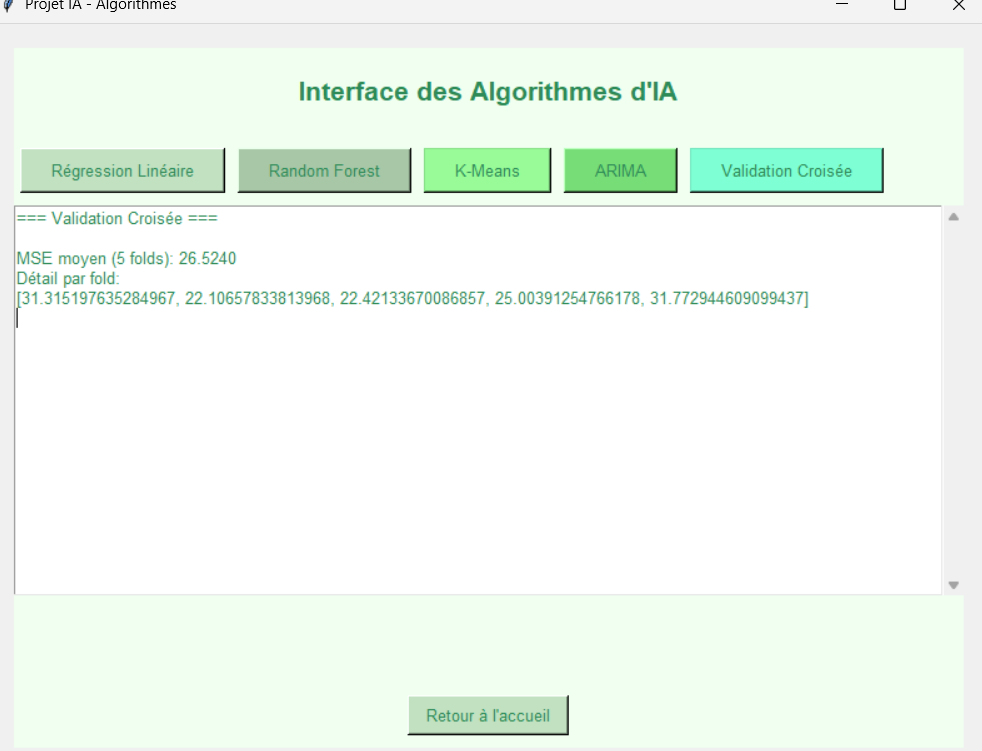 Projet IA - Algorithmes
Interface des Algorithmes d'IA
Régression Linéaire
Random Forest
K-Means
ARIMA
Validation Croisée
=== Validation Croisée ===
MSE moyen (5 folds): 26.5240
Détail par fold:
[31.315197635284967, 22.10657833813968, 22.42133670086857, 25.00391254766178, 31.772944609099437]
Retour à l'accueil